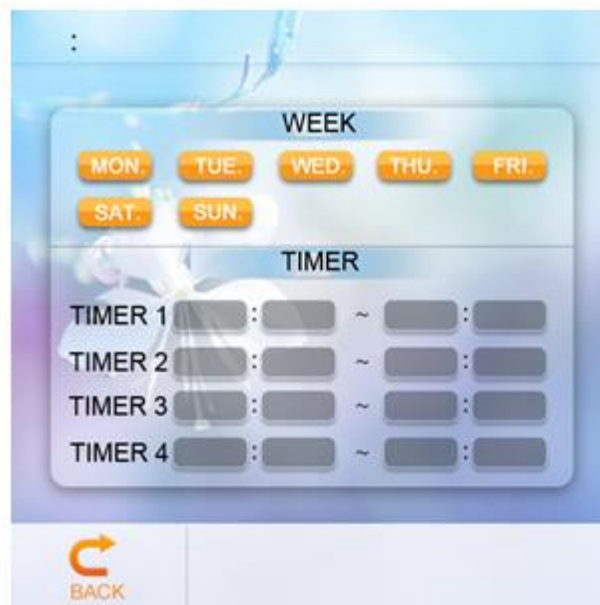 :
WEEK
MON. TUE. WED. THU. FRI.
SAT. SUN.
TIMER
TIMER 1 : ~ :
TIMER 2 : ~ :
TIMER 3 : ~ :
TIMER 4 : ~ :
BACK